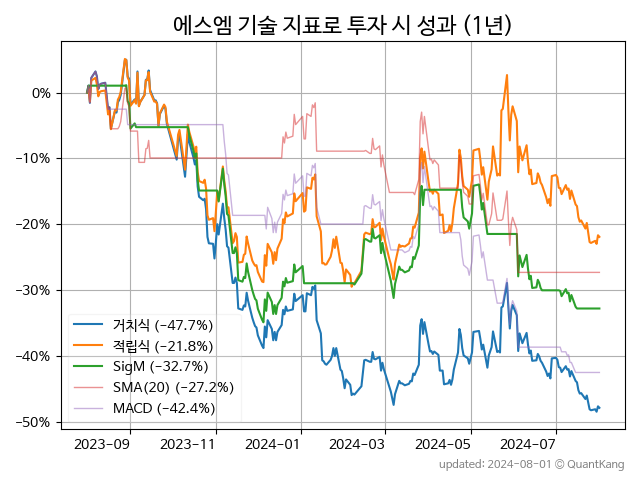 에스엠 기술 지표로 투자 시 성과 (1년)
0%
−10%
−20%
−30%
−40%
−50%
거치식 (−47.7%)
적립식 (−21.8%)
SigM (−32.7%)
SMA(20) (−27.2%)
MACD (−42.4%)
2023−09 2023−11 2024−01 2024−03 2024−05 2024−07
updated: 2024-08-01 © QuantKang